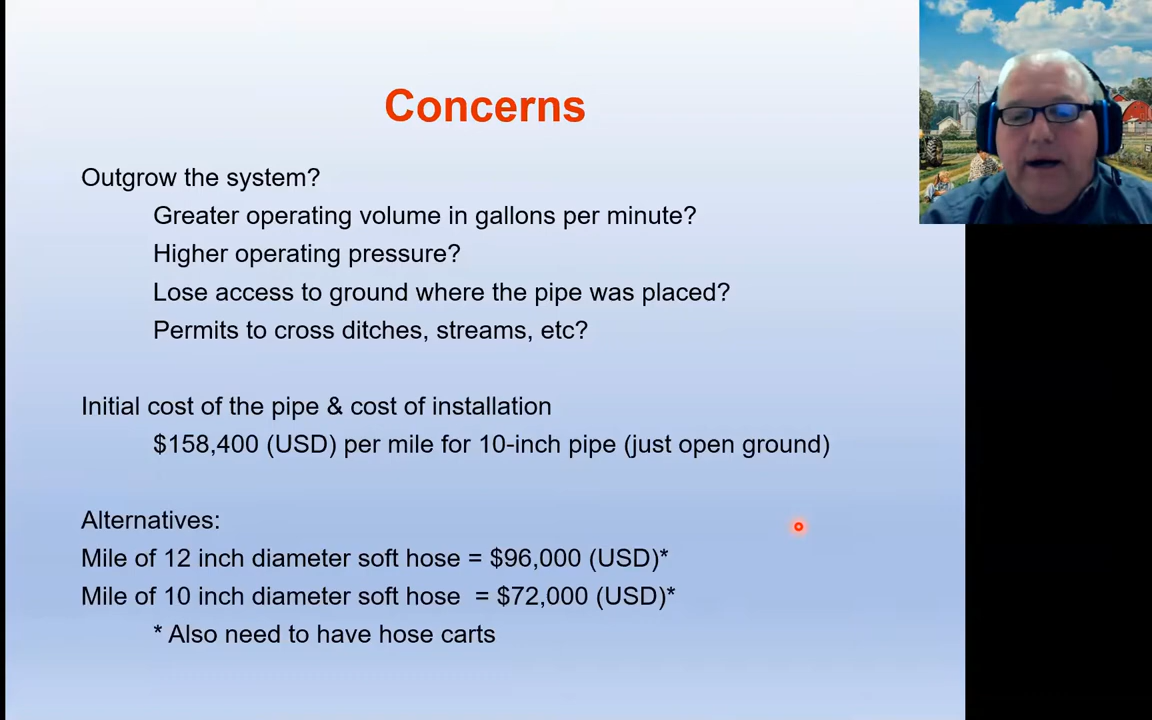 Concerns
Outgrow the system?
Greater operating volume in gallons per minute?
Higher operating pressure?
Lose access to ground where the pipe was placed?
Permits to cross ditches, streams, etc?
Initial cost of the pipe & cost of installation
$158,400 (USD) per mile for 10-inch pipe (just open ground)
Alternatives:
Mile of 12 inch diameter soft hose = $96,000 (USD)*
Mile of 10 inch diameter soft hose  = $72,000 (USD)*
* Also need to have hose carts